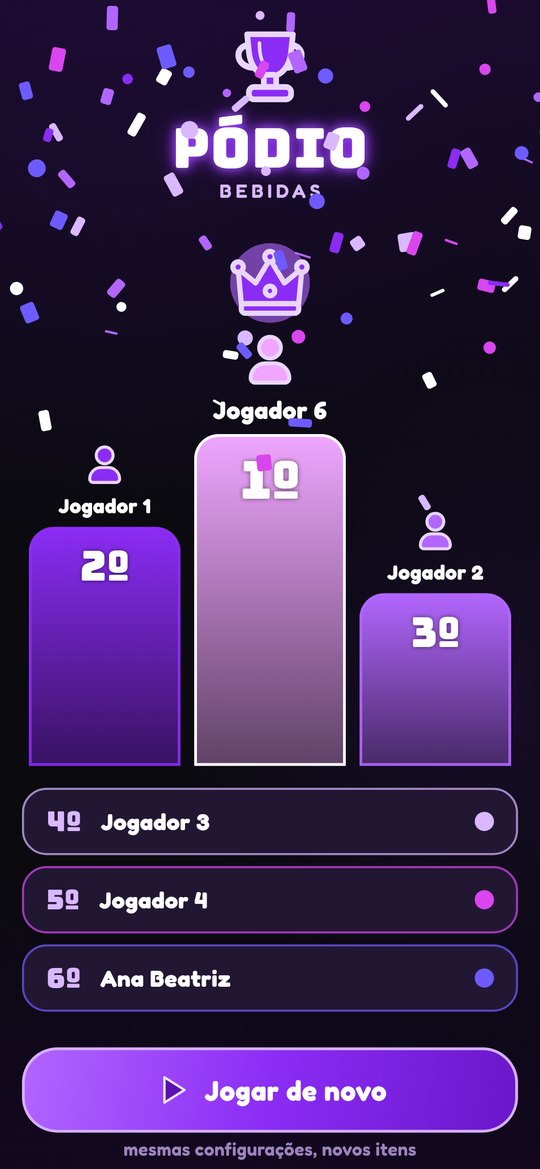 PÓDIO
BEBIDAS
Jogador 6
1º
Jogador 1
2º
Jogador 2
3º
4º Jogador 3
5º Jogador 4
6º Ana Beatriz
Jogar de novo
mesmas configurações, novos itens